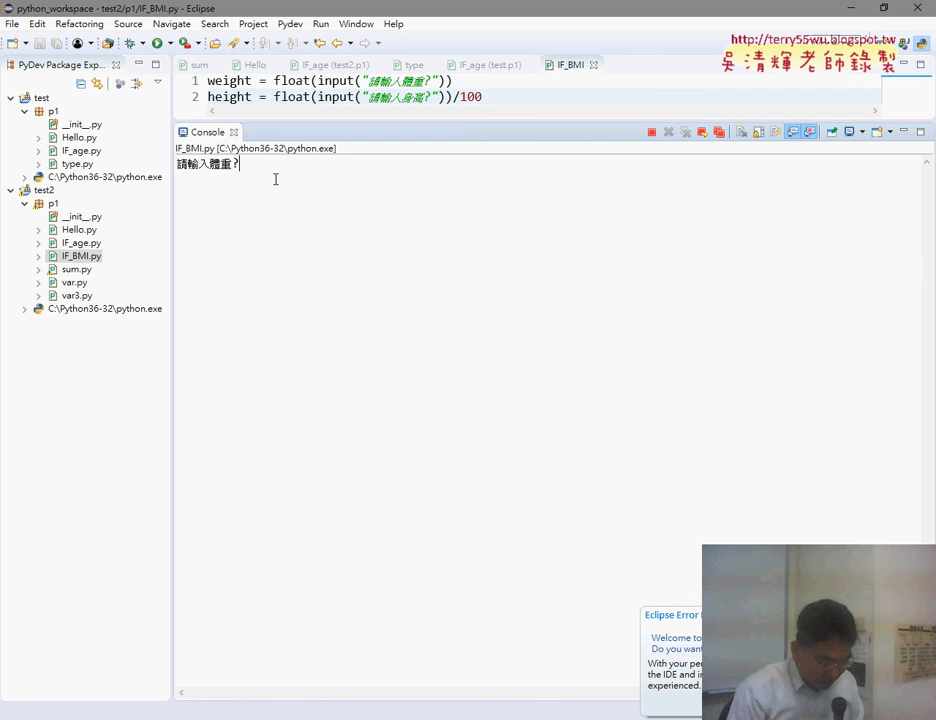 python_workspace - test2/p1/IF_BMI.py - Eclipse
File Edit Refactoring Source Navigate Search Project Pydev Run Window Help
http://terry55wu.blogspot.tw
吳清輝老師錄製
PyDev Package Exp...
sum Hello IF_age (test2.p1) type IF_age (test.p1) IF_BMI
1 weight = float(input("請輸入體重?"))
2 height = float(input("請輸入身高?"))/100
test
p1
__init__.py
Hello.py
IF_age.py
type.py
C:\Python36-32\python.exe
test2
p1
__init__.py
Hello.py
IF_age.py
IF_BMI.py
sum.py
var.py
var3.py
C:\Python36-32\python.exe
Console
IF_BMI.py [C:\Python36-32\python.exe]
請輸入體重?
Eclipse Error
Welcome to
Do you want
With your pe
the IDE and i
experienced.